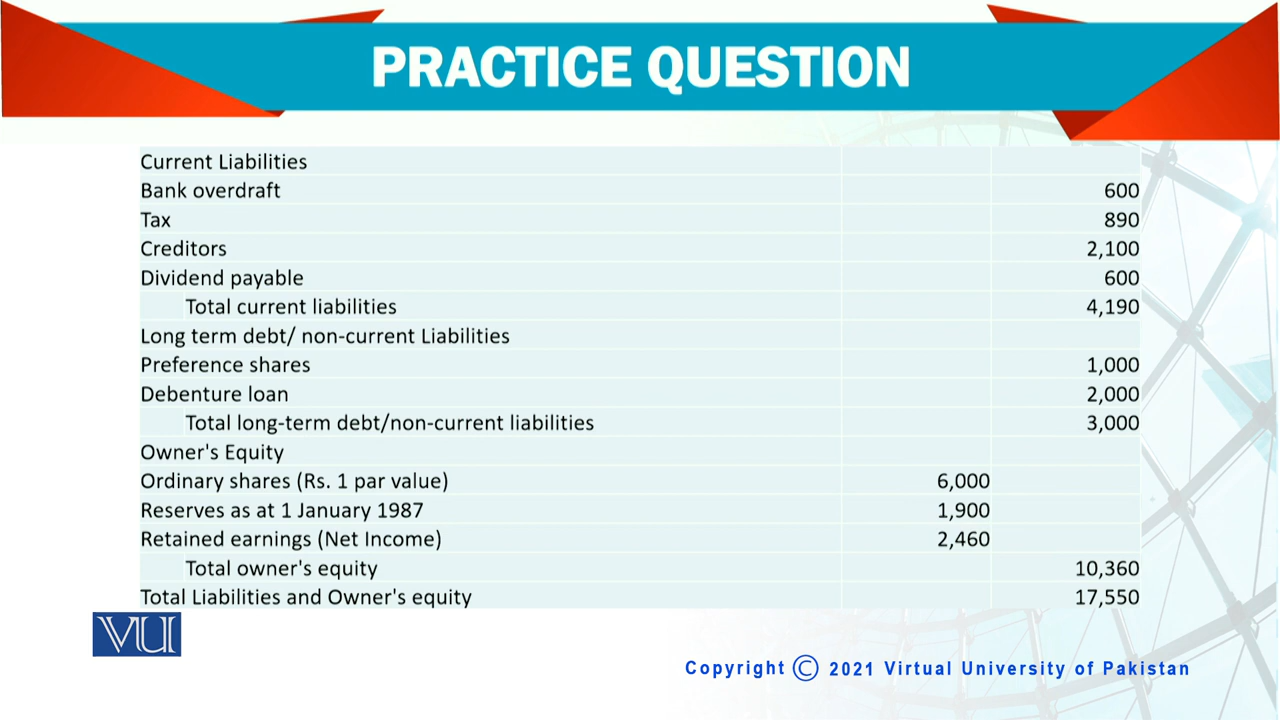 PRACTICE QUESTION
Current Liabilities
Bank overdraft 600
Tax 890
Creditors 2,100
Dividend payable 600
Total current liabilities 4,190
Long term debt/ non-current Liabilities
Preference shares 1,000
Debenture loan 2,000
Total long-term debt/non-current liabilities 3,000
Owner's Equity
Ordinary shares (Rs. 1 par value) 6,000
Reserves as at 1 January 1987 1,900
Retained earnings (Net Income) 2,460
Total owner's equity 10,360
Total Liabilities and Owner's equity 17,550
VU
Copyright © 2021 Virtual University of Pakistan